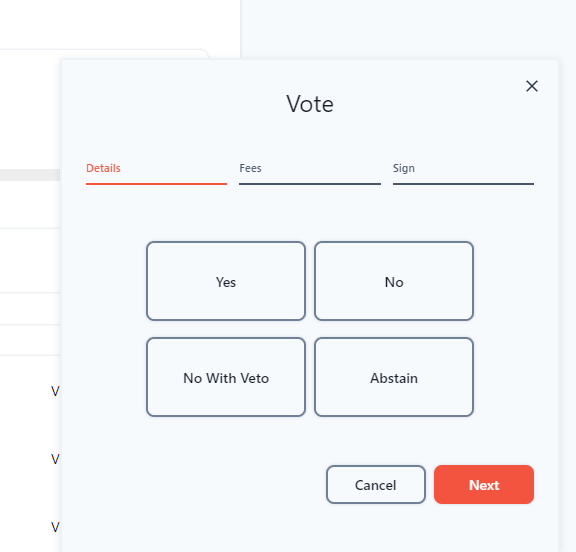 Vote
Details Fees Sign
Yes No
No With Veto Abstain
V
V
V
Cancel Next